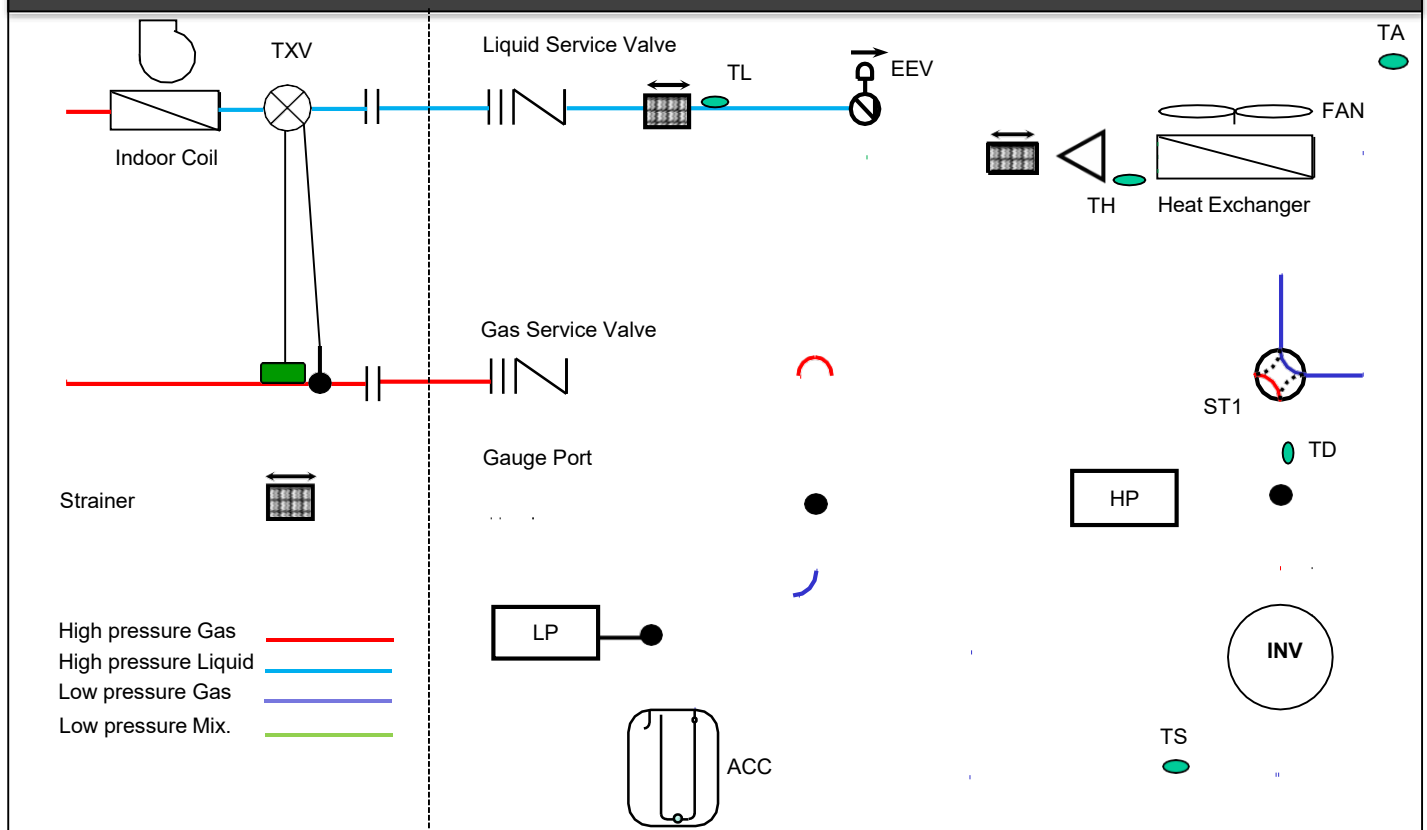 TA
TXV
Liquid Service Valve
TL
EEV
FAN
Indoor Coil
TH
Heat Exchanger
Gas Service Valve
ST1
Gauge Port
TD
Strainer
HP
LP
High pressure Gas
High pressure Liquid
Low pressure Gas
Low pressure Mix.
INV
TS
ACC